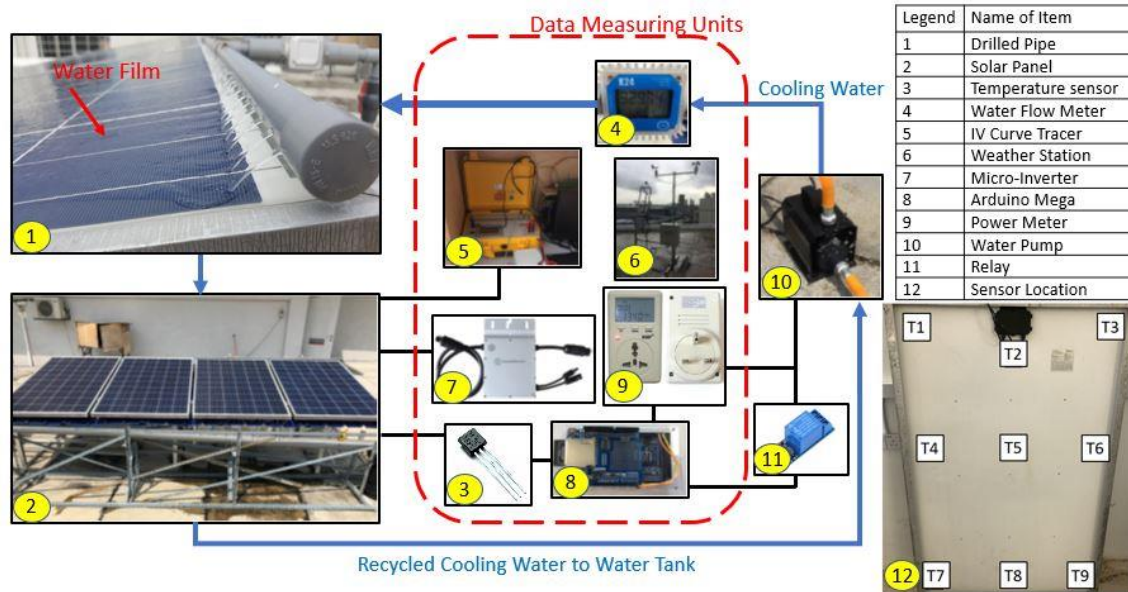 Data Measuring Units
Water Film
Cooling Water
1
2
3
4
5
6
7
8
9
10
11
12
Recycled Cooling Water to Water Tank
Legend Name of Item
1 Drilled Pipe
2 Solar Panel
3 Temperature sensor
4 Water Flow Meter
5 IV Curve Tracer
6 Weather Station
7 Micro-Inverter
8 Arduino Mega
9 Power Meter
10 Water Pump
11 Relay
12 Sensor Location
T1
T2
T3
T4
T5
T6
T7
T8
T9